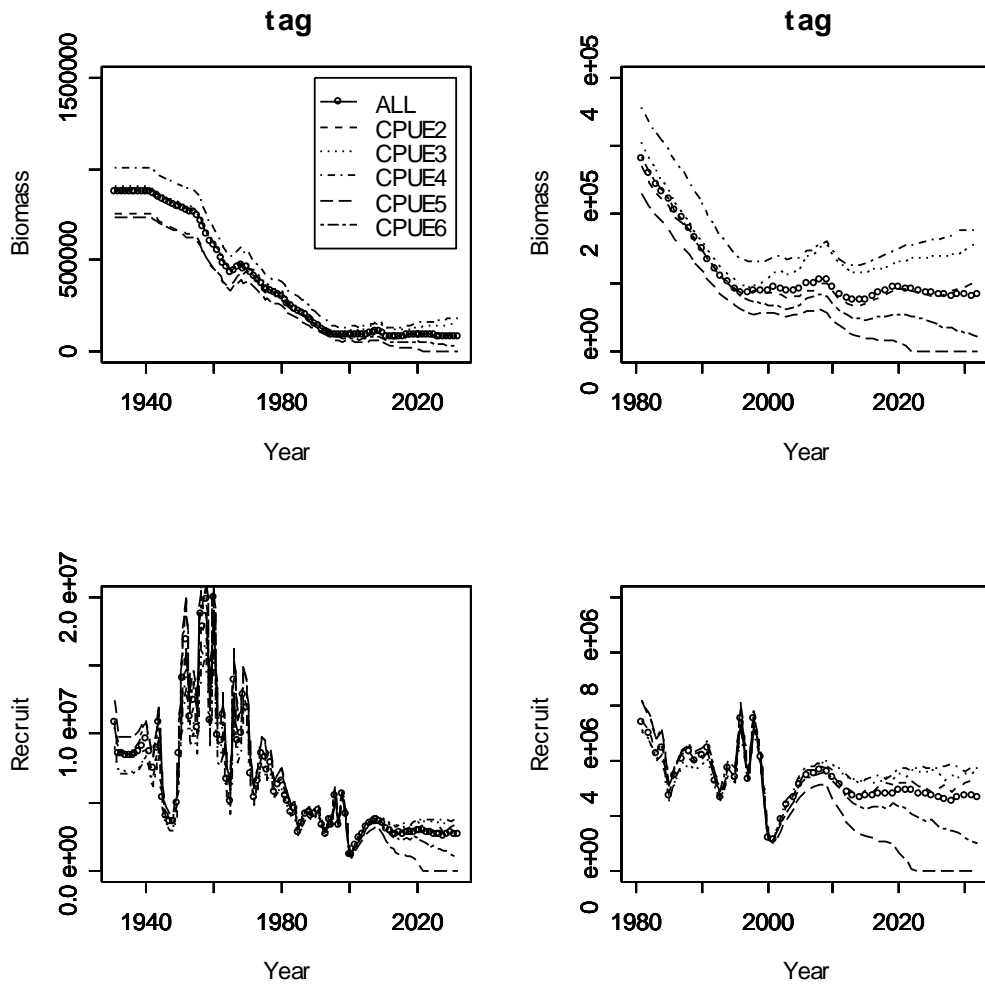 tag
Biomass
1500000
500000
0
ALL
CPUE2
CPUE3
CPUE4
CPUE5
CPUE6
1940
1980
2020
Year
tag
Biomass
4 e+05
2 e+05
0 e+00
1980
2000
2020
Year
Recruit
2.0 e+07
1.0 e+07
0.0 e+00
1940
1980
2020
Year
Recruit
8 e+06
4 e+06
0 e+00
1980
2000
2020
Year